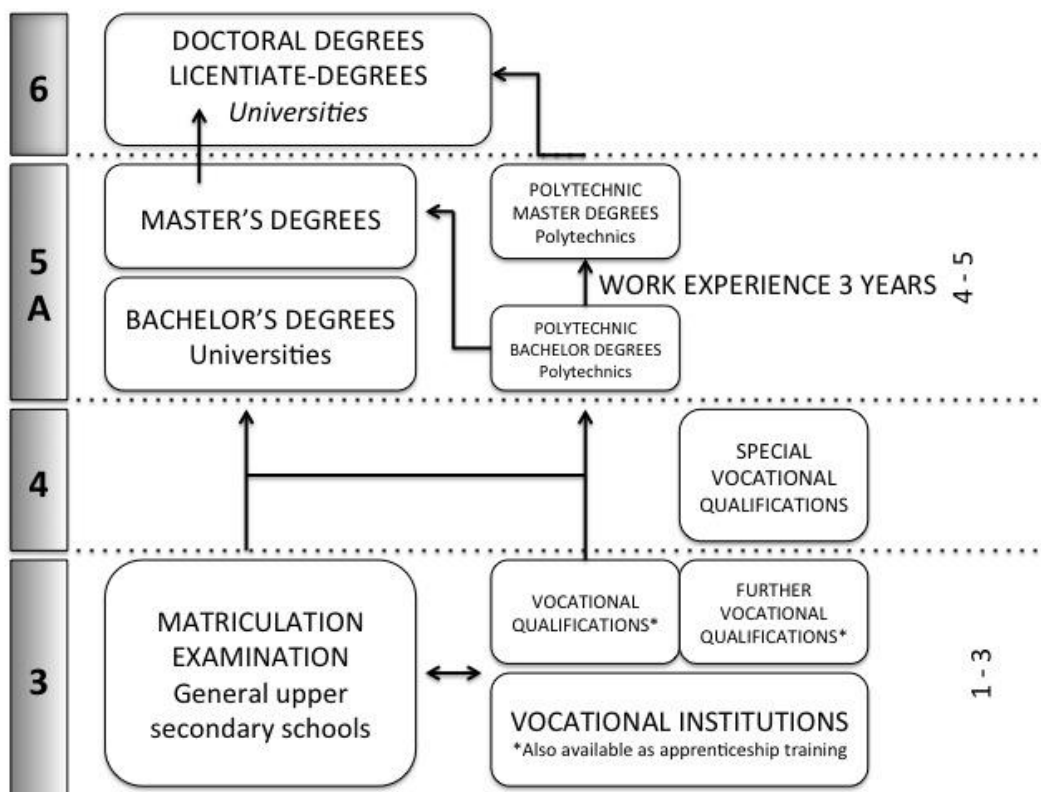 6
DOCTORAL DEGREES
LICENTIATE-DEGREES
Universities
5
A
MASTER'S DEGREES
BACHELOR'S DEGREES
Universities
POLYTECHNIC
MASTER DEGREES
Polytechnics
WORK EXPERIENCE 3 YEARS
POLYTECHNIC
BACHELOR DEGREES
Polytechnics
4 - 5
4
SPECIAL
VOCATIONAL
QUALIFICATIONS
3
MATRICULATION
EXAMINATION
General upper
secondary schools
VOCATIONAL
QUALIFICATIONS*
FURTHER
VOCATIONAL
QUALIFICATIONS*
VOCATIONAL INSTITUTIONS
*Also available as apprenticeship training
1 - 3